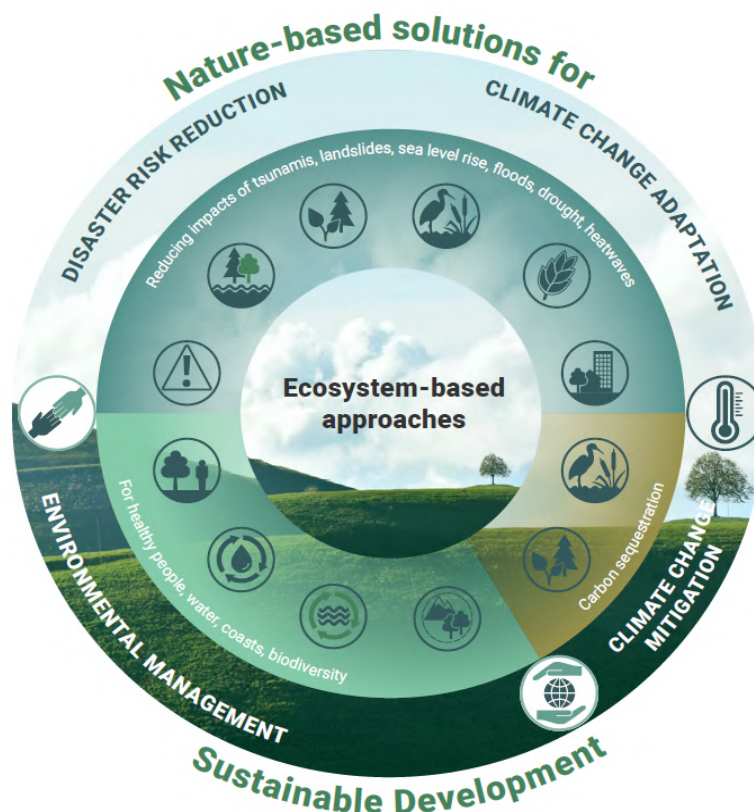 Nature-based solutions for
DISASTER RISK REDUCTION
CLIMATE CHANGE ADAPTATION
Reducing impacts of tsunamis, landslides, sea level rise, floods, drought, heatwaves
Ecosystem-based
approaches
For healthy people, water, coasts, biodiversity
Carbon sequestration
ENVIRONMENTAL MANAGEMENT
CLIMATE CHANGE
MITIGATION
Sustainable Development